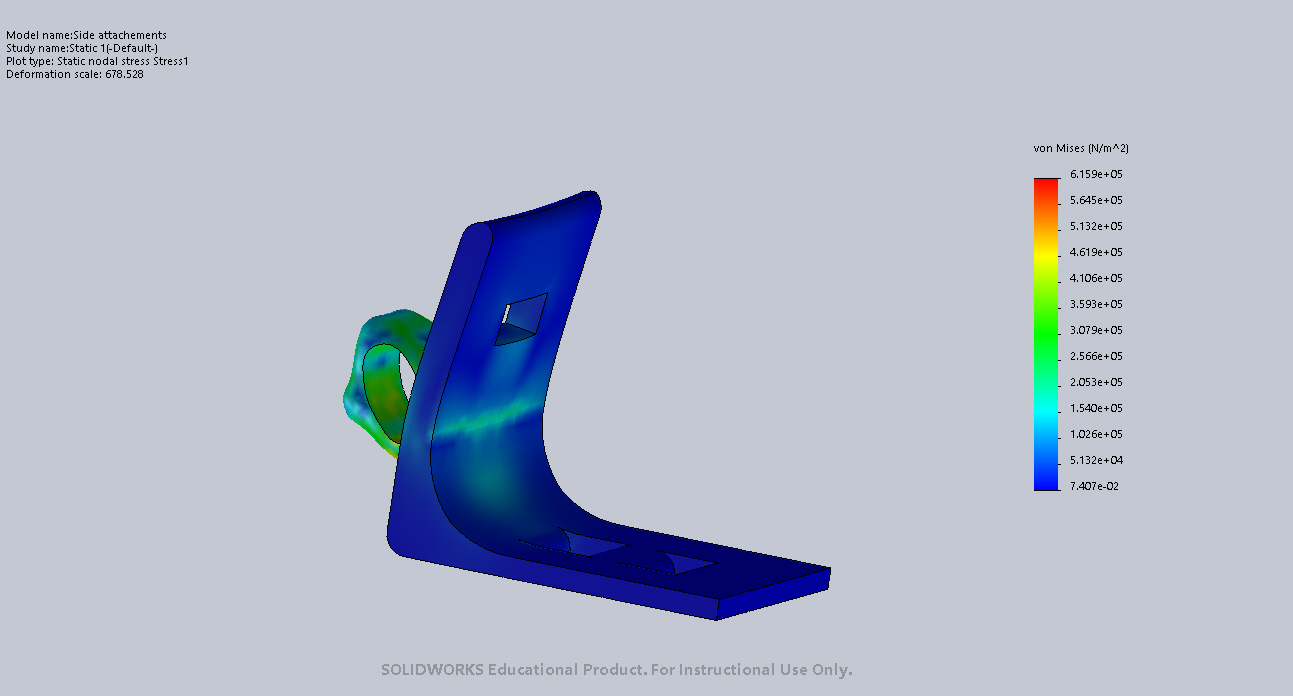 Model name:Side attachements
Study name:Static 1(-Default-)
Plot type: Static nodal stress Stress1
Deformation scale: 678.528
von Mises (N/m^2)
6.159e+05
5.645e+05
5.132e+05
4.619e+05
4.106e+05
3.593e+05
3.079e+05
2.566e+05
2.053e+05
1.540e+05
1.026e+05
5.132e+04
7.407e-02
SOLIDWORKS Educational Product. For Instructional Use Only.